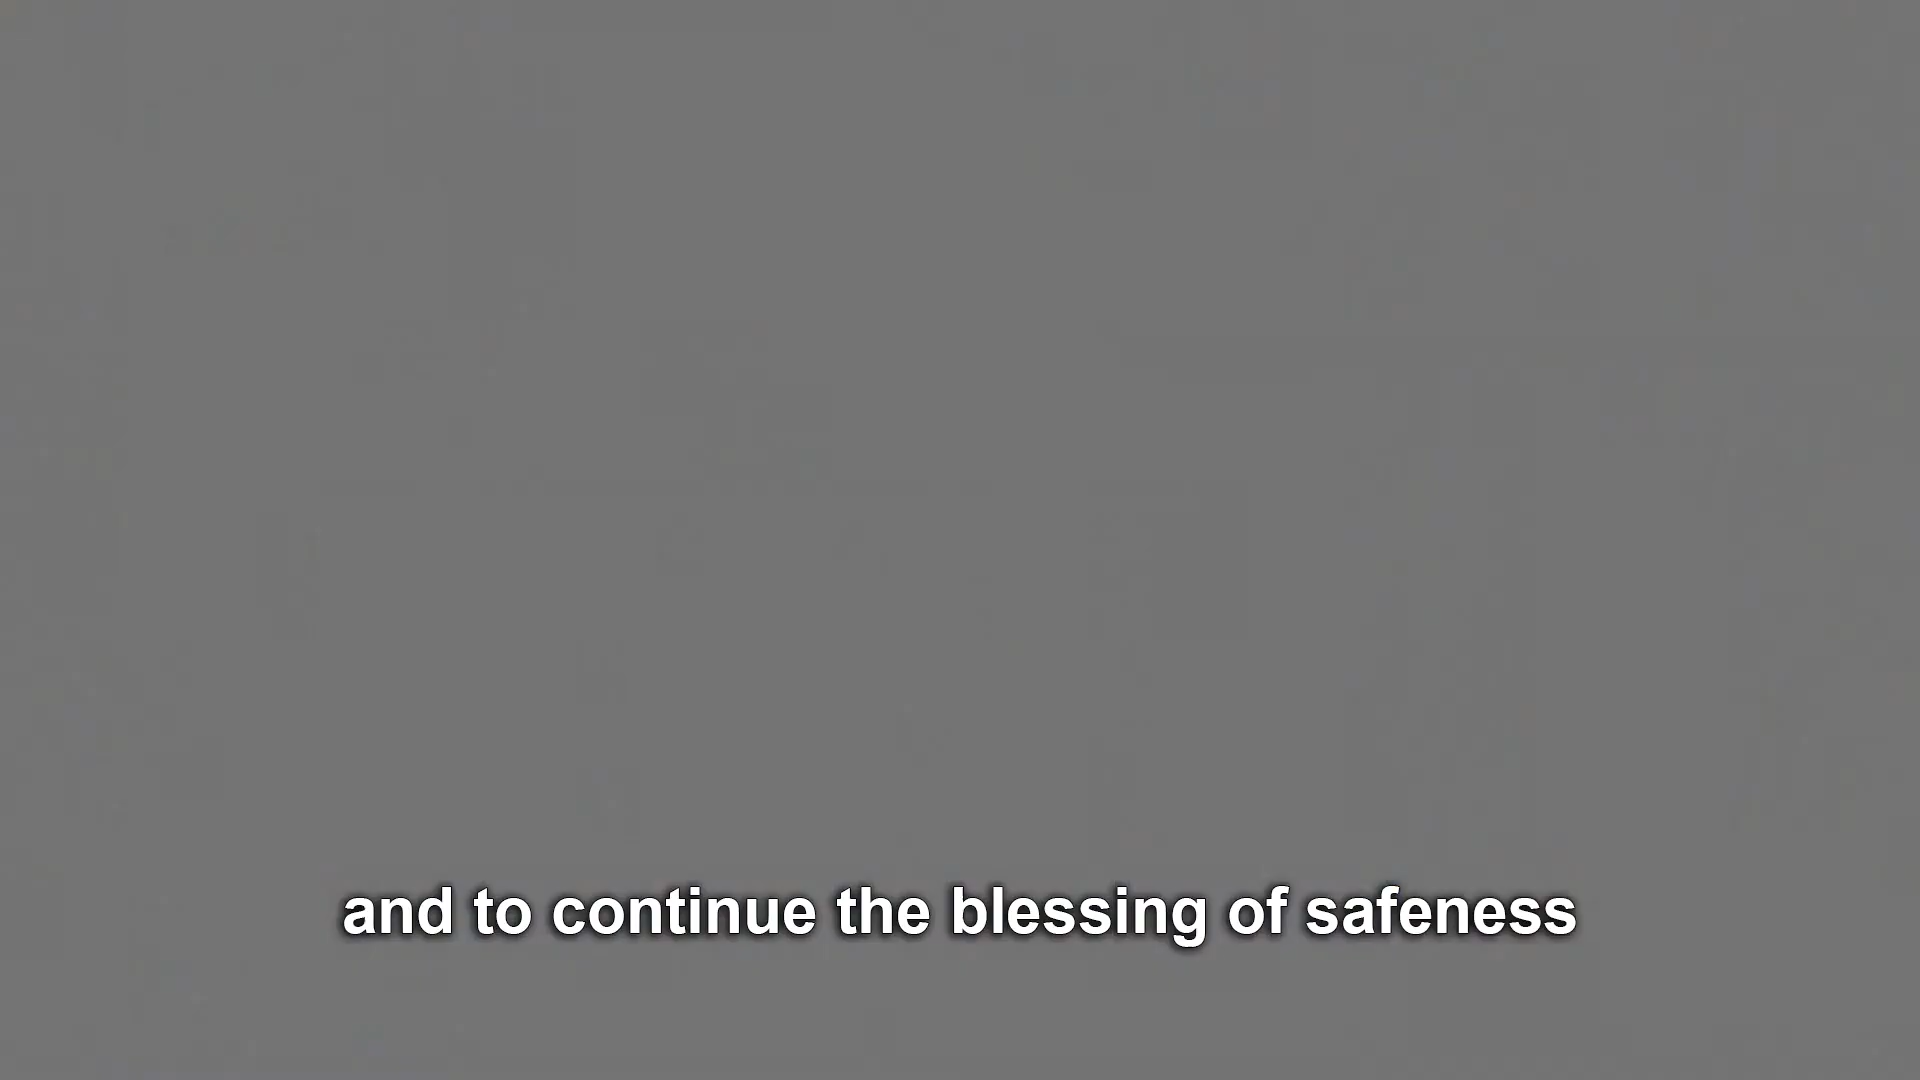 and to continue the blessing of safeness